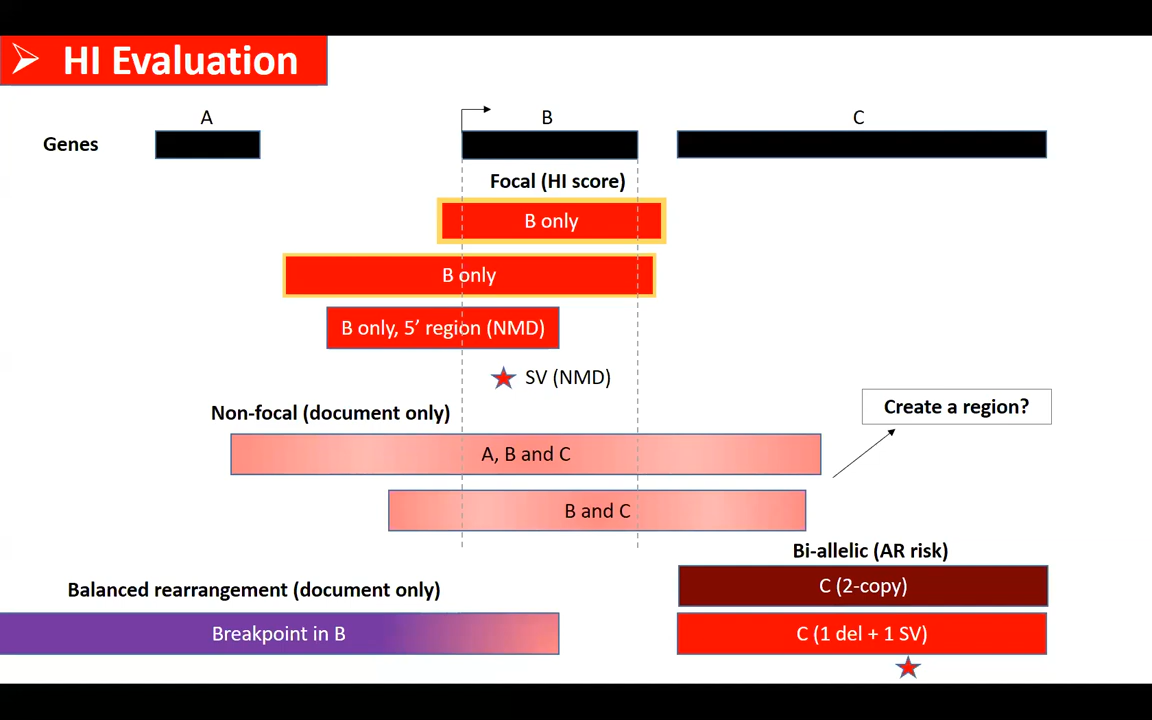 HI Evaluation
A
B
C
Genes
Focal (HI score)
B only
B only
B only, 5’ region (NMD)
SV (NMD)
Non-focal (document only)
Create a region?
A, B and C
B and C
Bi-allelic (AR risk)
C (2-copy)
Balanced rearrangement (document only)
Breakpoint in B
C (1 del + 1 SV)